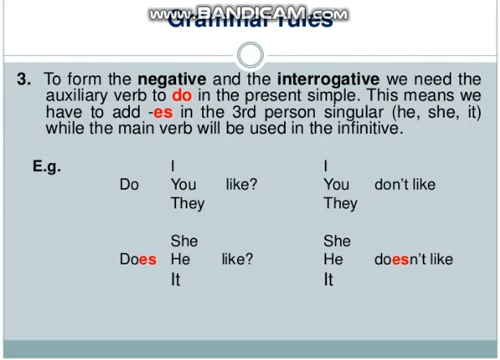 www.BANDICAM.com
Grammar rules
3. To form the negative and the interrogative we need the
auxiliary verb to do in the present simple. This means we
have to add -es in the 3rd person singular (he, she, it)
while the main verb will be used in the infinitive.
E.g. I I
Do You like? You don't like
They They
She She
Does He like? He doesn't like
It It